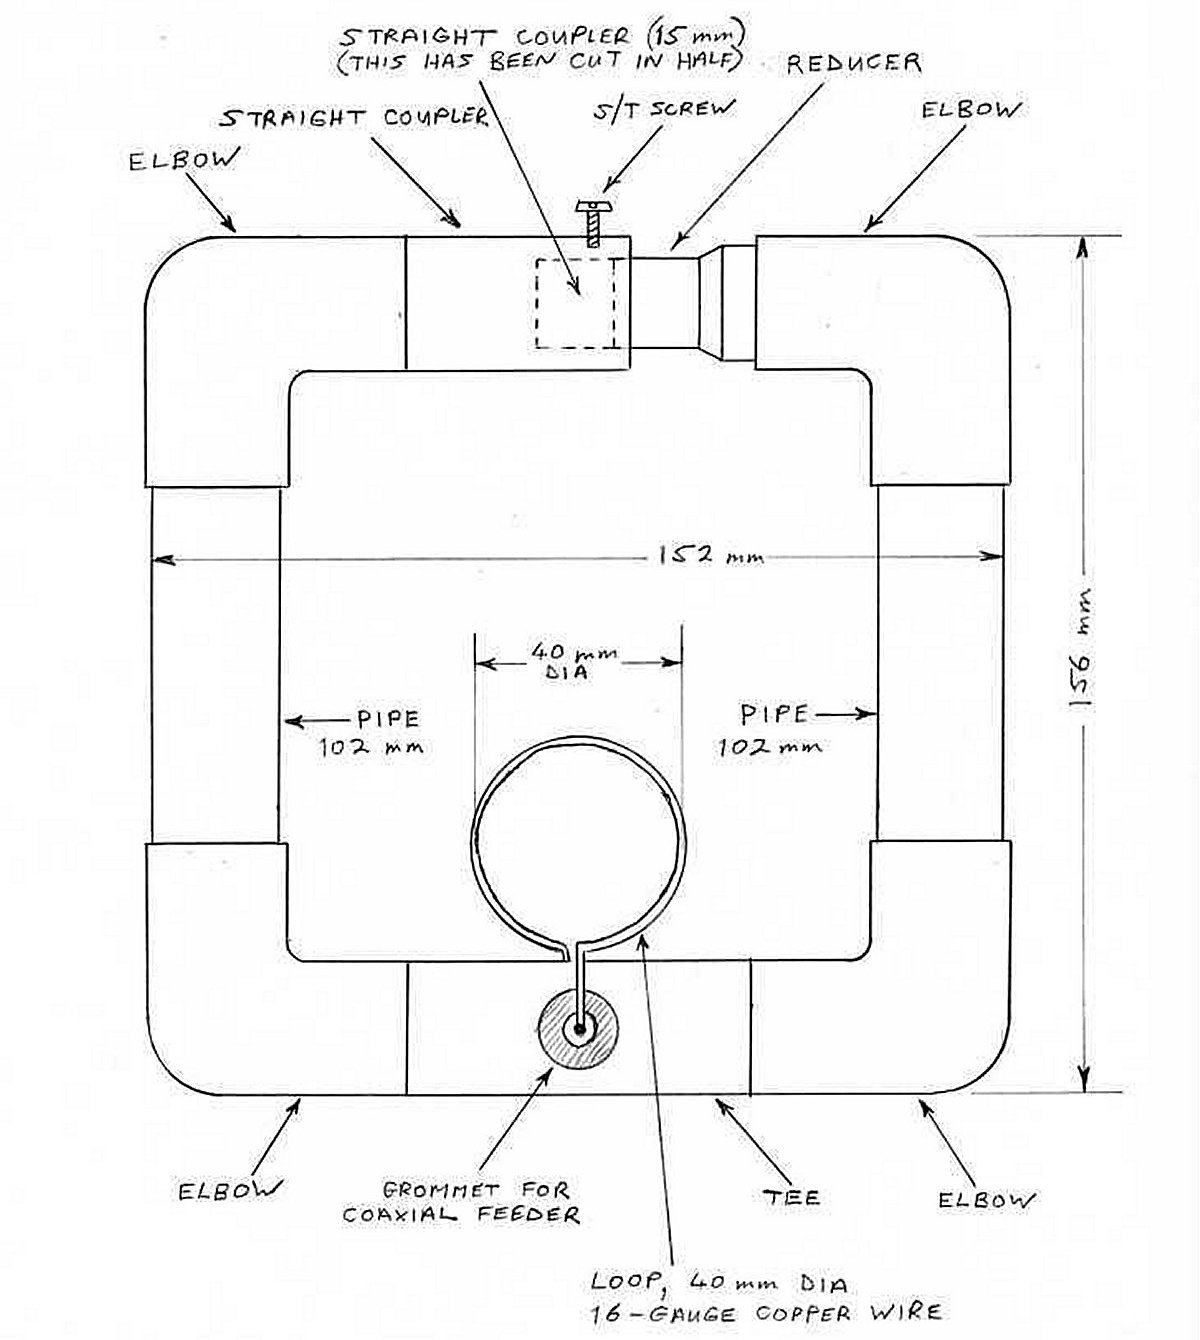 STRAIGHT COUPLER (15 mm)
(THIS HAS BEEN CUT IN HALF)
REDUCER
S/T SCREW
ELBOW
STRAIGHT COUPLER
ELBOW
152 mm
156 mm
40 mm
DIA
PIPE
102 mm
PIPE
102 mm
ELBOW
GROMMET FOR
COAXIAL FEEDER
TEE
ELBOW
LOOP, 40 mm DIA
16-GAUGE COPPER WIRE